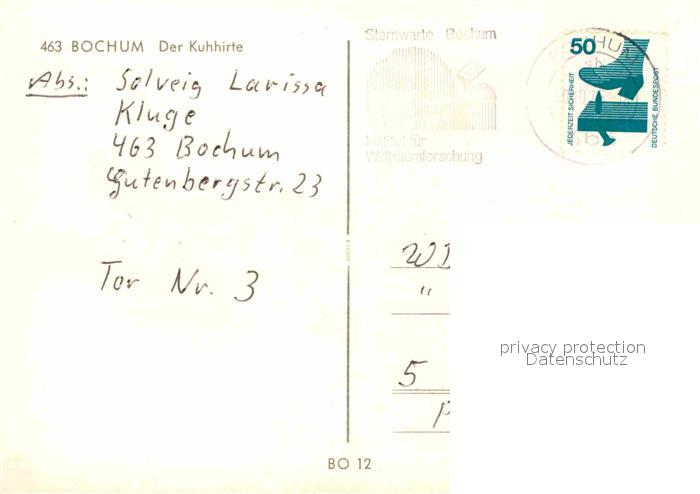 463 BOCHUM Der Kuhhirte
Abs.: Solveig Larissa
Kluge
463 Bochum
Gutenbergstr. 23
Tor Nr. 3
Sternwarte Bochum
Institut für
Weltraumforschung
50
JEDERZEIT SICHERHEIT
DEUTSCHE BUNDESPOST
"
5
privacy protection
Datenschutz
BO 12